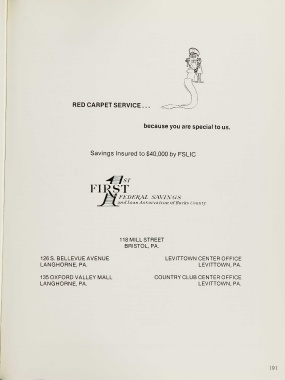 RED CARPET SERVICE...
because you are special to us.
Savings Insured to $40,000 by FSLIC
1ST
FIRST
FEDERAL SAVINGS
and Loan Association of Bucks County
118 MILL STREET
BRISTOL, PA.
126 S. BELLEVUE AVENUE
LANGHORNE, PA.
LEVITTOWN CENTER OFFICE
LEVITTOWN, PA.
135 OXFORD VALLEY MALL
LANGHORNE, PA.
COUNTRY CLUB CENTER OFFICE
LEVITTOWN, PA.
191